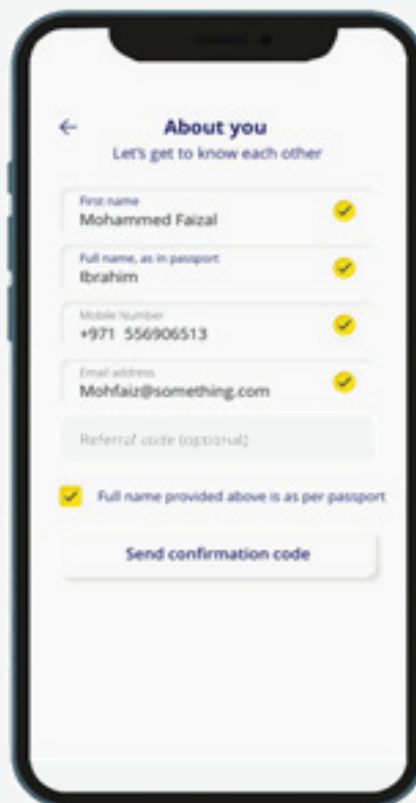 About you
Let's get to know each other
First name
Mohammed Faizal
Full name, as in passport
Ibrahim
Mobile Number
+971 556906513
Email address
Mohfaiz@something.com
Referral code (optional)
Full name provided above is as per passport
Send confirmation code